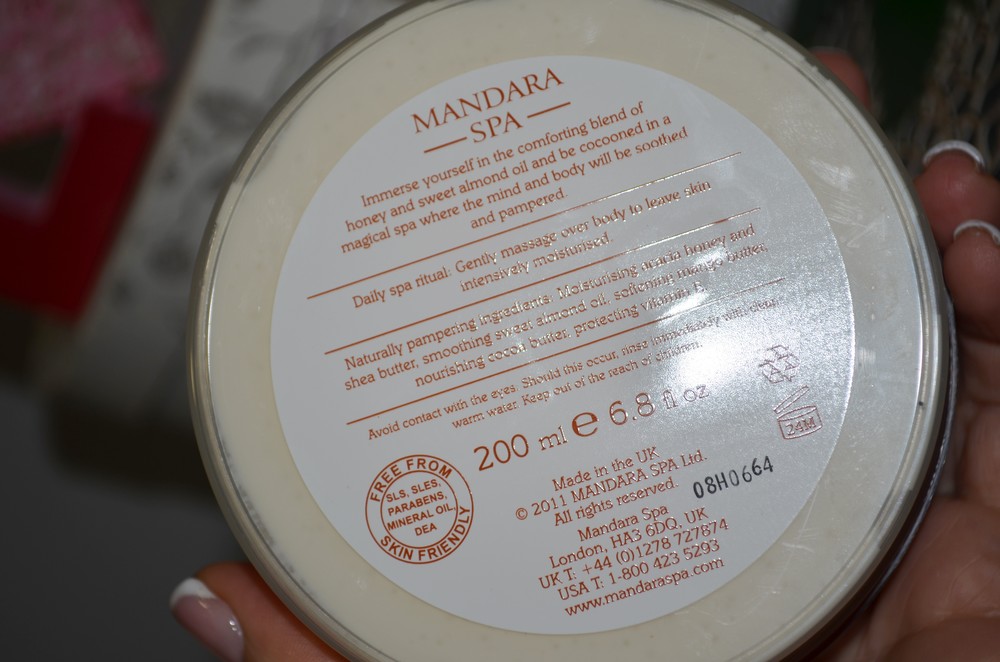 MANDARA
SPA
Immerse yourself in the comforting blend of
honey and sweet almond oil and be cocooned in a
magical spa where the mind and body will be soothed
and pampered.
Daily spa ritual: Gently massage over body to leave skin
intensively moisturised.
Naturally pampering ingredients: Moisturising acacia honey and
shea butter, smoothing sweet almond oil, softening mango butter,
nourishing cocoa butter, protecting vitamin E.
Avoid contact with the eyes. Should this occur, rinse immediately with clear,
warm water. Keep out of the reach of children.
200 ml e 6.8 fl oz
24M
FREE FROM
SLS, SLES,
PARABENS,
MINERAL OIL,
DEA
SKIN FRIENDLY
Made in the UK
© 2011 MANDARA SPA Ltd.
All rights reserved.
08H0664
Mandara Spa
London, HA3 6DQ, UK
UK T: +44 (0)1278 727874
USA T: 1-800 423 5293
www.mandaraspa.com